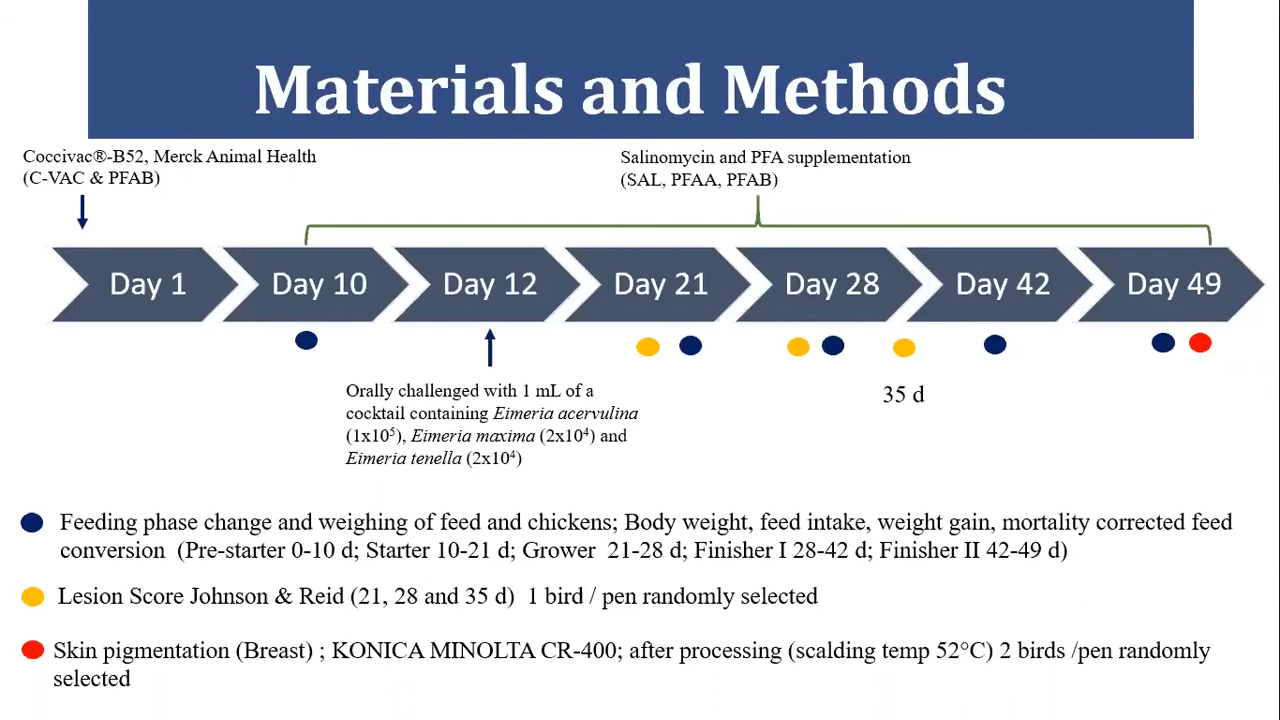 Materials and Methods
Coccivac®-B52, Merck Animal Health
(C-VAC & PFAB)
Salinomycin and PFA supplementation
(SAL, PFAA, PFAB)
Day 1
Day 10
Day 12
Day 21
Day 28
Day 42
Day 49
Orally challenged with 1 mL of a
cocktail containing Eimeria acervulina
(1x10⁵), Eimeria maxima (2x10⁴) and
Eimeria tenella (2x10⁴)
35 d
Feeding phase change and weighing of feed and chickens; Body weight, feed intake, weight gain, mortality corrected feed
conversion (Pre-starter 0-10 d; Starter 10-21 d; Grower 21-28 d; Finisher I 28-42 d; Finisher II 42-49 d)
Lesion Score Johnson & Reid (21, 28 and 35 d) 1 bird / pen randomly selected
Skin pigmentation (Breast) ; KONICA MINOLTA CR-400; after processing (scalding temp 52°C) 2 birds /pen randomly
selected